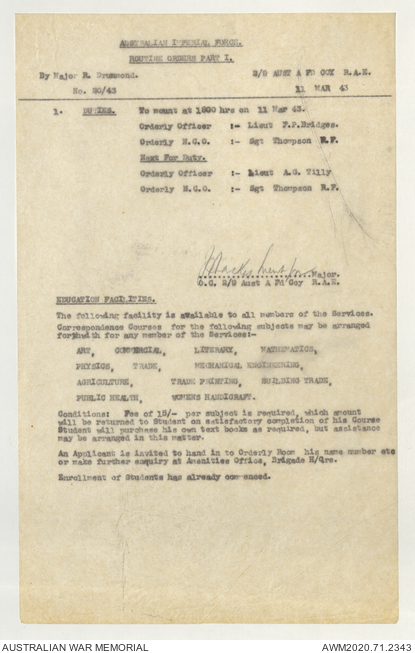 AUSTRALIAN IMPERIAL FORCE.
ROUTINE ORDERS PART I.
By Major R. Drummond. 2/9 AUST A FD COY R.A.E.
No. 20/43 11 MAR 43
1. DUTIES. To mount at 1800 hrs on 11 Mar 43.
Orderly Officer :- Lieut F.P.Bridges.
Orderly N.C.O. :- Sgt Thompson R.F.
Next For Duty.
Orderly Officer :- Lieut A.G. Tilly
Orderly N.C.O. :- Sgt Thompson R.F.
Major.
O.C. 2/9 Aust A Fd Coy R.A.E.
EDUCATION FACILITIES.
The following facility is available to all members of the Services.
Correspondence Courses for the following subjects may be arranged
forthwith for any member of the Services:-
ART, COMMERCIAL, LITERARY, MATHEMATICS,
PHYSICS, TRADE, MECHANICAL ENGINEERING,
AGRICULTURE, TRADE PRINTING, BUILDING TRADE,
PUBLIC HEALTH, WOMENS HANDICRAFT.
Conditions: Fee of 15/- per subject is required, which amount
will be returned to Student on satisfactory completion of his Course
Student will purchase his own text books as required, but assistance
may be arranged in this matter.
An Applicant is invited to hand in to Orderly Room his name number etc
or make further enquiry at Amenities Office, Brigade H/Qrs.
Enrollment of Students has already commenced.
AUSTRALIAN WAR MEMORIAL AWM2020.71.2343